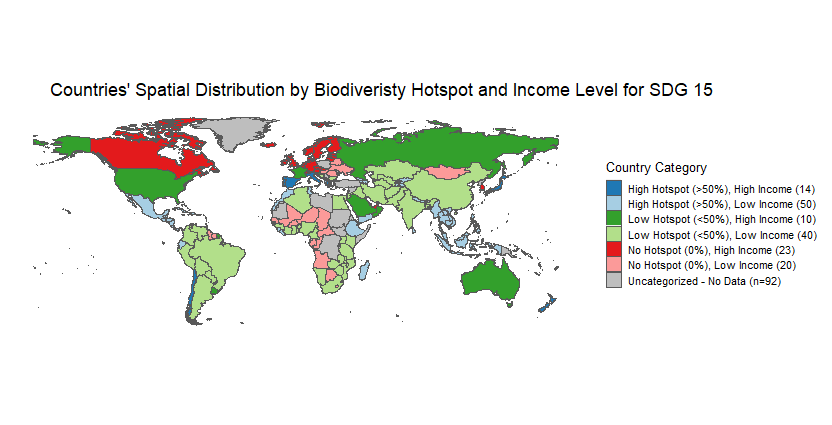 Countries' Spatial Distribution by Biodiveristy Hotspot and Income Level for SDG 15
Country Category
High Hotspot (>50%), High Income (14)
High Hotspot (>50%), Low Income (50)
Low Hotspot (<50%), High Income (10)
Low Hotspot (<50%), Low Income (40)
No Hotspot (0%), High Income (23)
No Hotspot (0%), Low Income (20)
Uncategorized - No Data (n=92)